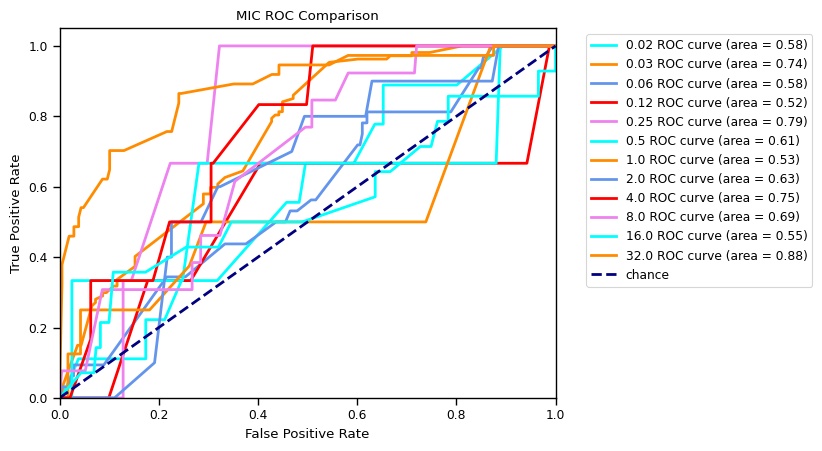 MIC ROC Comparison
True Positive Rate
1.0
0.8
0.6
0.4
0.2
0.0
0.0 0.2 0.4 0.6 0.8 1.0
False Positive Rate
0.02 ROC curve (area = 0.58)
0.03 ROC curve (area = 0.74)
0.06 ROC curve (area = 0.58)
0.12 ROC curve (area = 0.52)
0.25 ROC curve (area = 0.79)
0.5 ROC curve (area = 0.61)
1.0 ROC curve (area = 0.53)
2.0 ROC curve (area = 0.63)
4.0 ROC curve (area = 0.75)
8.0 ROC curve (area = 0.69)
16.0 ROC curve (area = 0.55)
32.0 ROC curve (area = 0.88)
chance